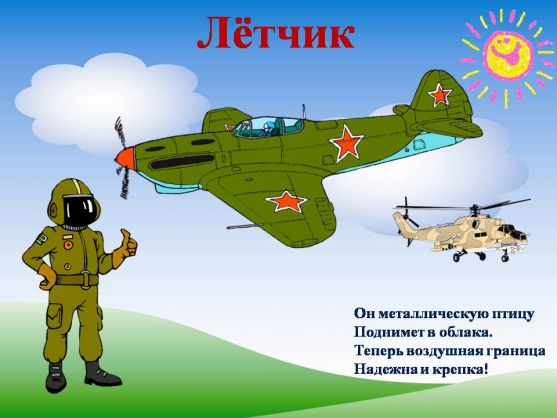 Лётчик
Он металлическую птицу
Поднимет в облака.
Теперь воздушная граница
Надежна и крепка!